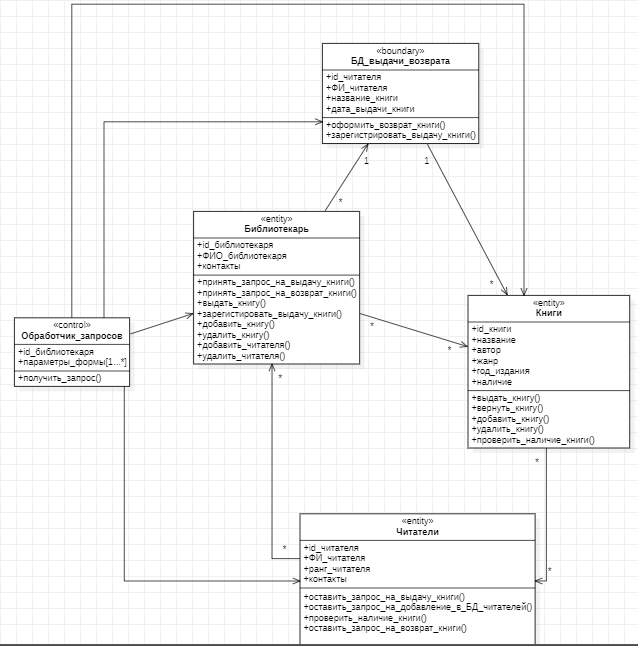 «boundary»
БД_выдачи_возврата
+id_читателя
+ФИ_читателя
+название_книги
+дата_выдачи_книги
+оформить_возврат_книги()
+зарегистрировать_выдачу_книги()
1
1
*
«entity»
Библиотекарь
+id_библиотекаря
+ФИО_библиотекаря
+контакты
+принять_запрос_на_выдачу_книги()
+принять_запрос_на_возврат_книги()
+выдать_книгу()
+зарегистировать_выдачу_книги()
+добавить_книгу()
+удалить_книгу()
+добавить_читателя()
+удалить_читателя()
*
*
*
*
«entity»
Книги
+id_книги
+название
+автор
+жанр
+год_издания
+наличие
+выдать_книгу()
+вернуть_книгу()
+добавить_книгу()
+удалить_книгу()
+проверить_наличие_книги()
«control»
Обработчик_запросов
+id_библиотекаря
+параметры_формы[1...*]
+получить_запрос()
*
*
*
«entity»
Читатели
+id_читателя
+ФИ_читателя
+ранг_читателя
+контакты
+оставить_запрос_на_выдачу_книги()
+оставить_запрос_на_добавление_в_БД_читателей()
+проверить_наличие_книги()
+оставить_запрос_на_возврат_книги()